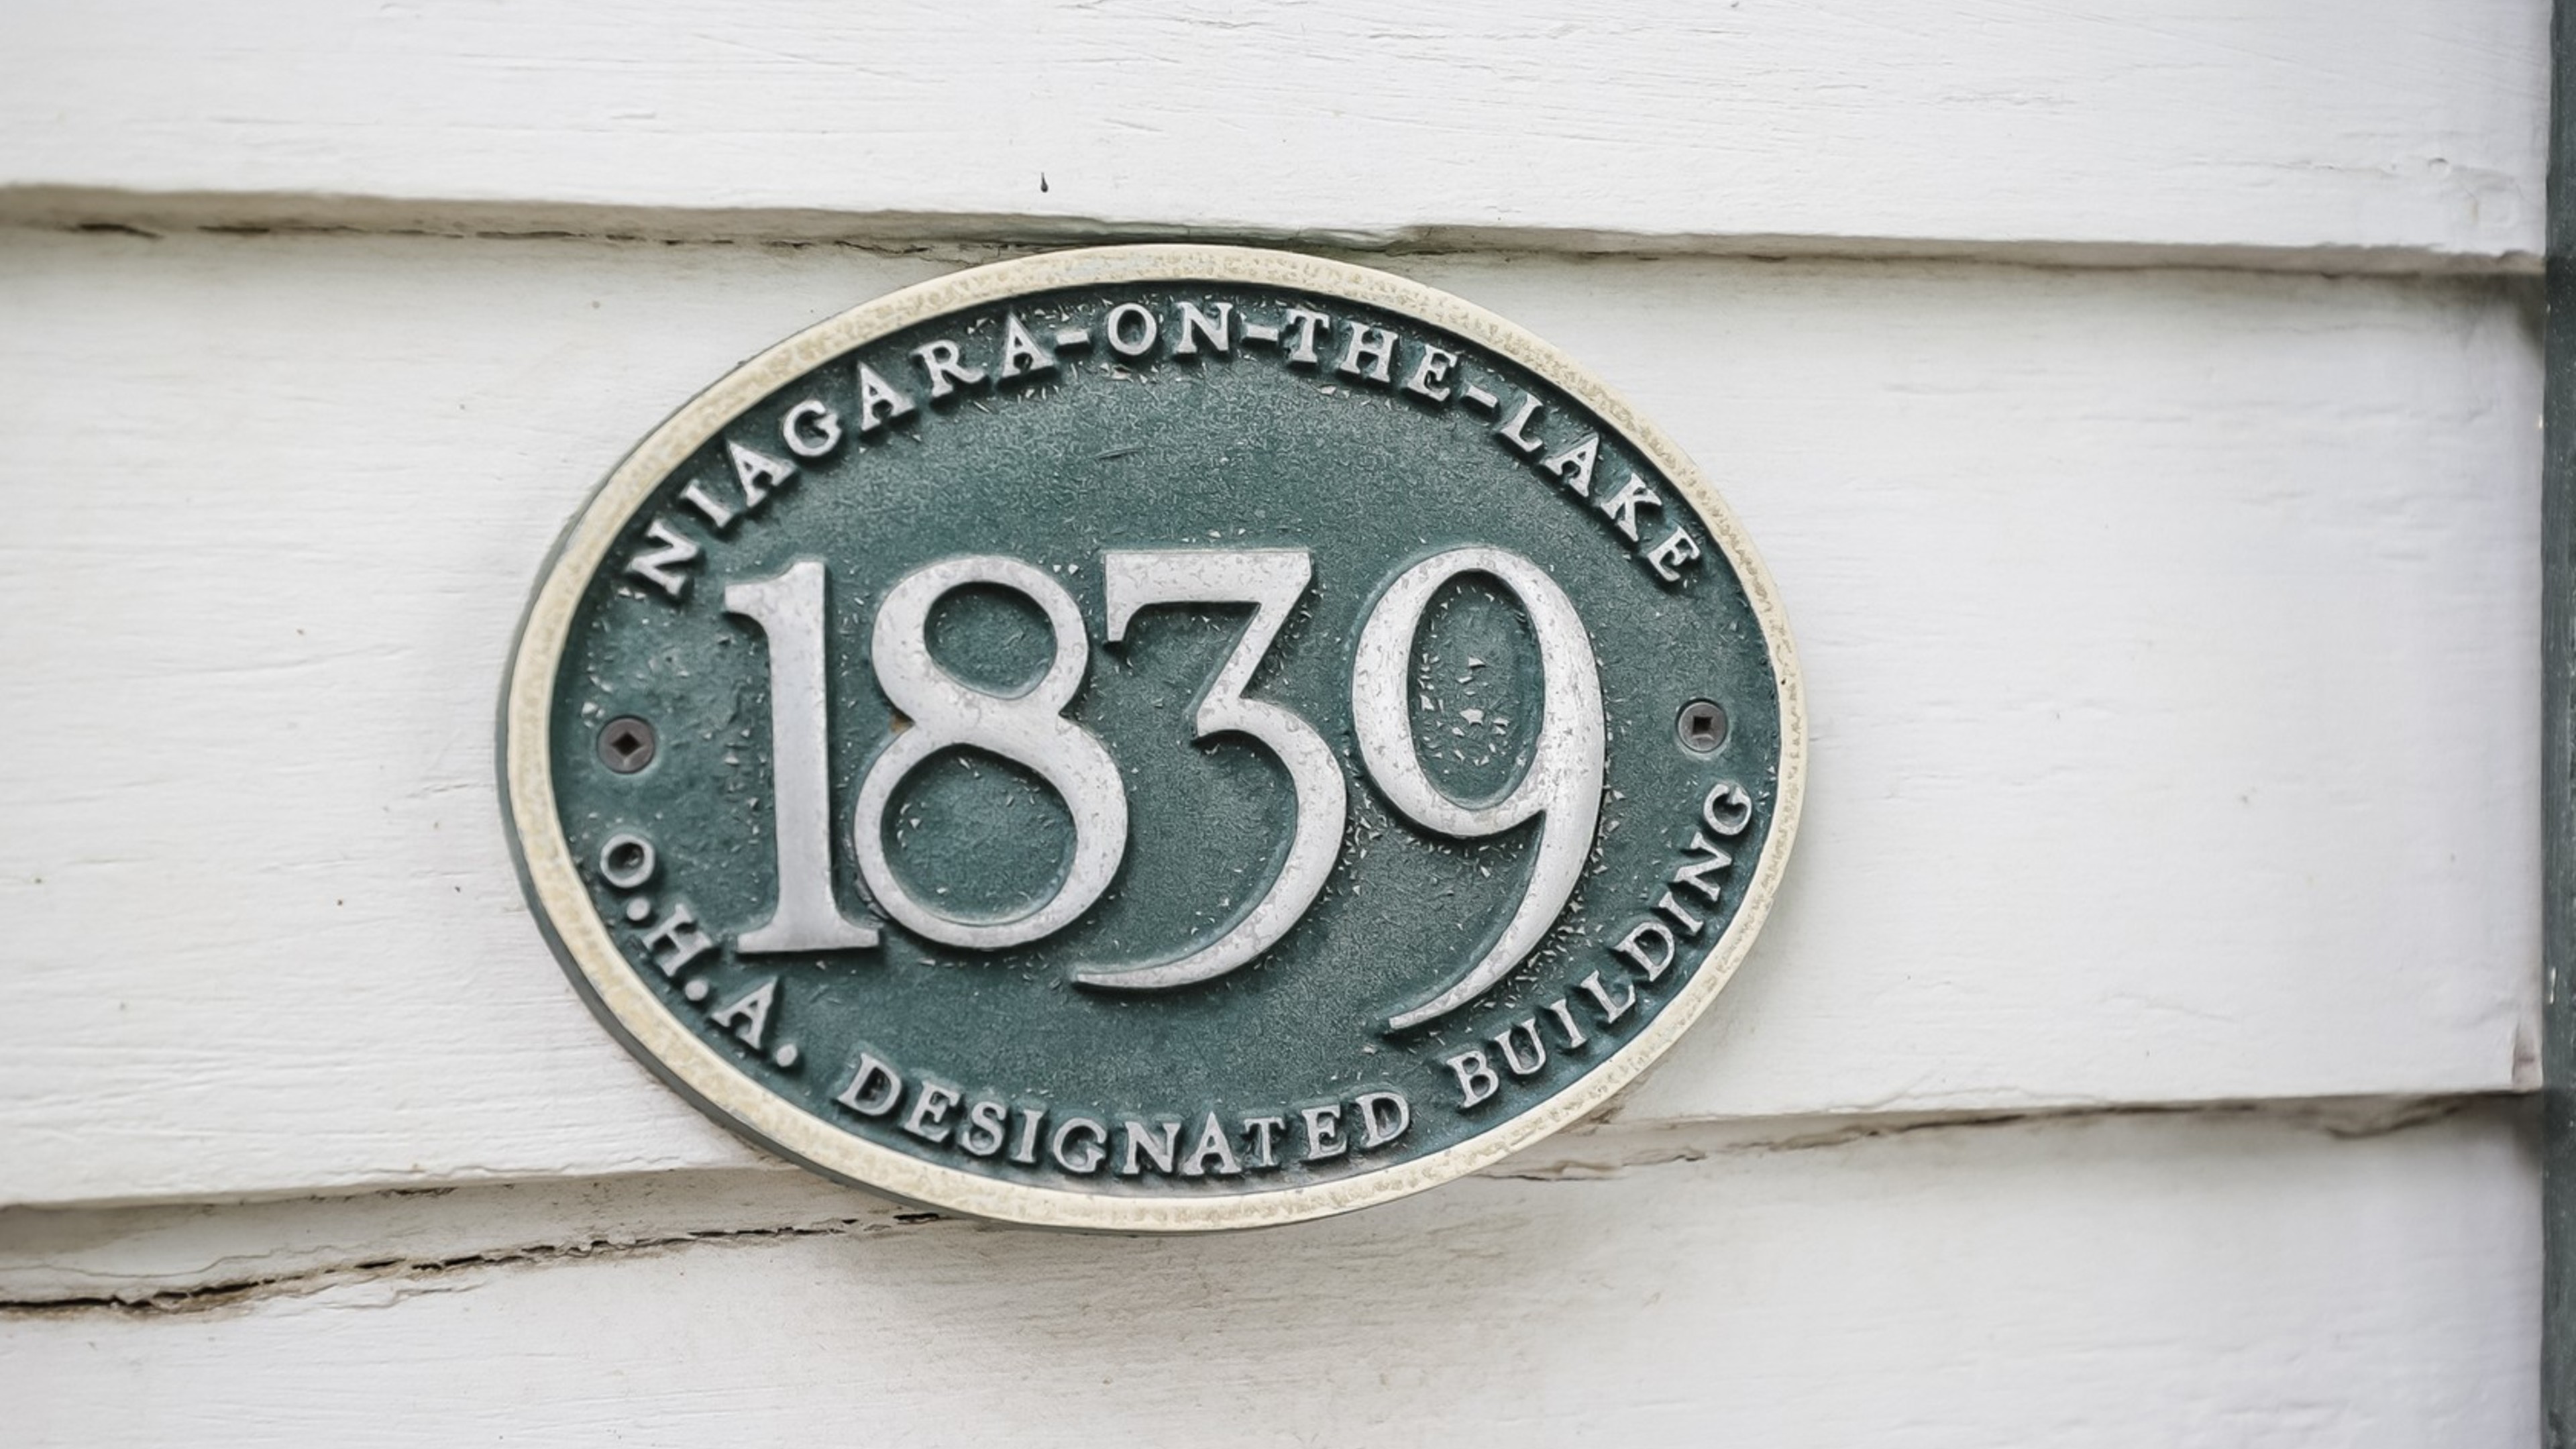 NIAGARA-ON-THE-LAKE
1839
O.H.A. DESIGNATED BUILDING